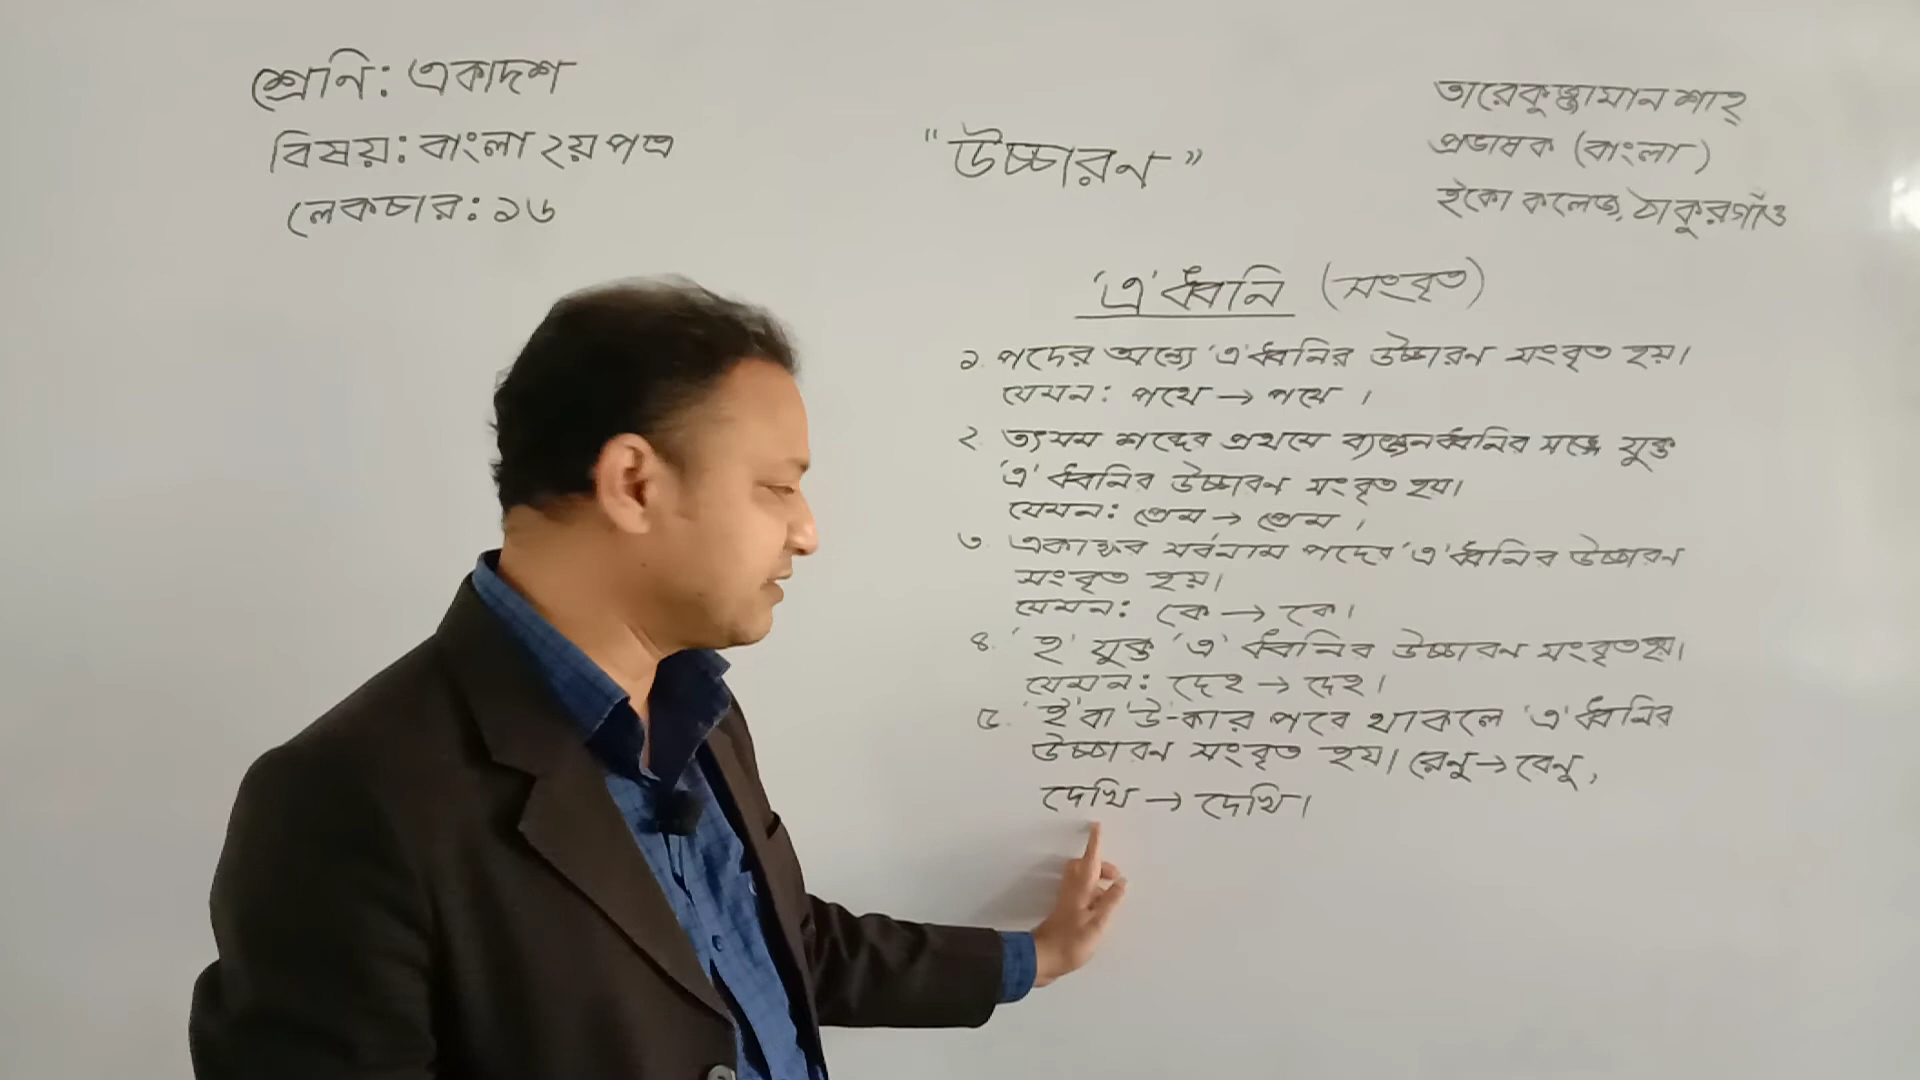 শ্রেনি: একাদশ
বিষয়: বাংলা ২য় পত্র
লেকচার: ১৬
"উচ্চারণ"
তারেকুজ্জামান শাহ্
প্রভাষক (বাংলা)
ইকো কলেজ, ঠাকুরগাঁও
'এ' ধ্বনি (সংবৃত)
১. পদের অন্ত্যে 'এ' ধ্বনির উচ্চারণ সংবৃত হয়।
যেমন: পথে → পথে ।
২. তৎসম শব্দের প্রথমে ব্যঞ্জনধ্বনির সঙ্গে যুক্ত
'এ' ধ্বনির উচ্চারণ সংবৃত হয়।
যেমন: প্রেম → প্রেম ।
৩. একাক্ষর সর্বনাম পদের 'এ' ধ্বনির উচ্চারণ
সংবৃত হয়।
যেমন: কে → কে।
৪. 'হ' যুক্ত 'এ' ধ্বনির উচ্চারণ সংবৃত হয়।
যেমন: দেহ → দেহ।
৫. 'ই' বা 'উ'-কার পরে থাকলে 'এ' ধ্বনির
উচ্চারণ সংবৃত হয়। রেনু → রেনু,
দেখি → দেখি।